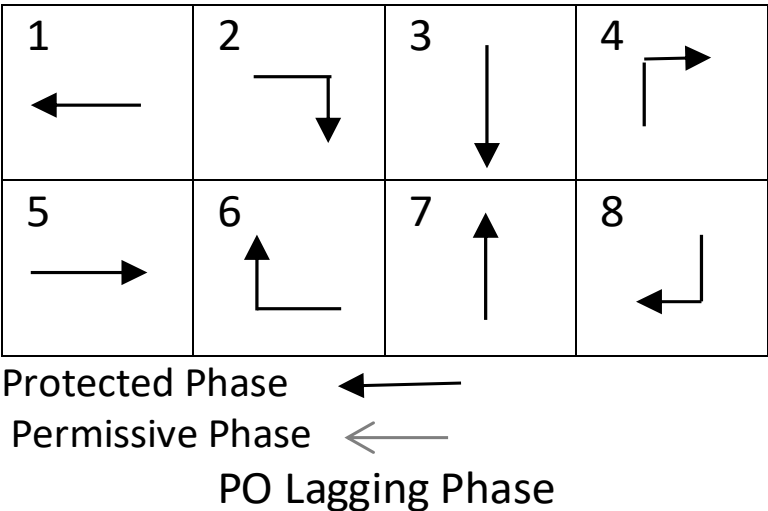 1 2 3 4
5 6 7 8
Protected Phase
Permissive Phase
PO Lagging Phase